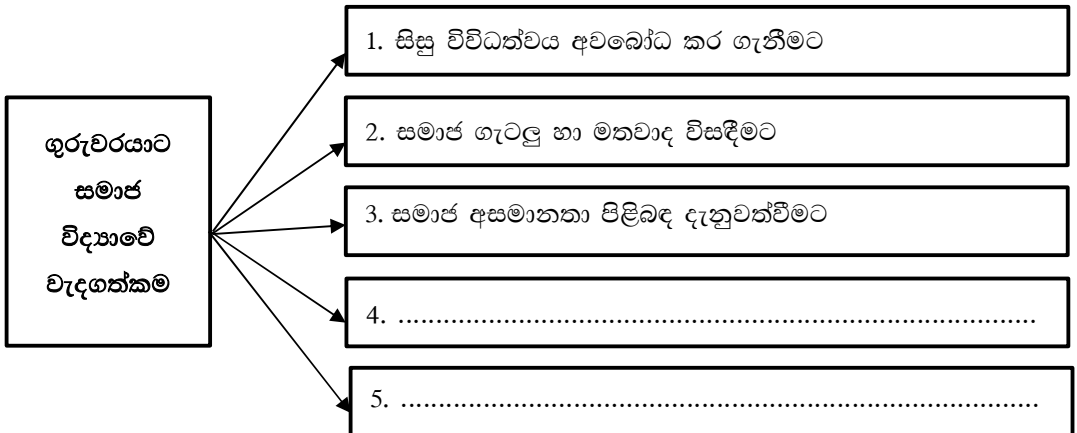 1. සිසු විවිධත්වය අවබෝධ කර ගැනීමට
2. සමාජ ගැටලු හා මතවාද විසඳීමට
3. සමාජ අසමානතා පිළිබඳ දැනුවත්වීමට
4. ................................................................................
5. ................................................................................
ගුරුවරයාට
සමාජ
විද්‍යාවේ
වැදගත්කම